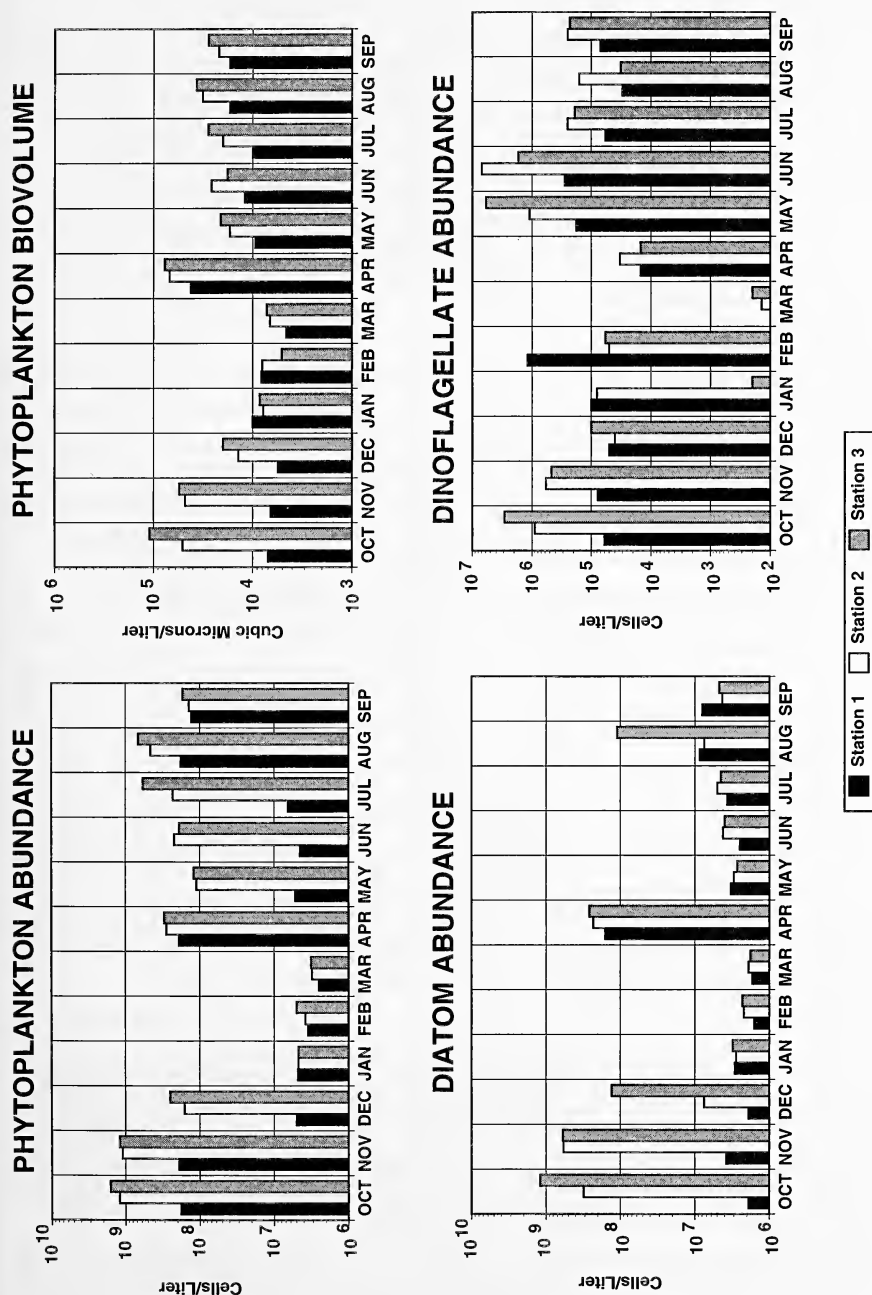 PHYTOPLANKTON ABUNDANCE
Cells/Liter
10 10
10 9
10 8
10 7
10 6
OCT NOV DEC JAN FEB MAR APR MAY JUN JUL AUG SEP
PHYTOPLANKTON BIOVOLUME
Cubic Microns/Liter
10 6
10 5
10 4
10 3
OCT NOV DEC JAN FEB MAR APR MAY JUN JUL AUG SEP
DIATOM ABUNDANCE
Cells/Liter
10 10
10 9
10 8
10 7
10 6
OCT NOV DEC JAN FEB MAR APR MAY JUN JUL AUG SEP
DINOFLAGELLATE ABUNDANCE
Cells/Liter
10 7
10 6
10 5
10 4
10 3
10 2
OCT NOV DEC JAN FEB MAR APR MAY JUN JUL AUG SEP
Station 1 Station 2 Station 3